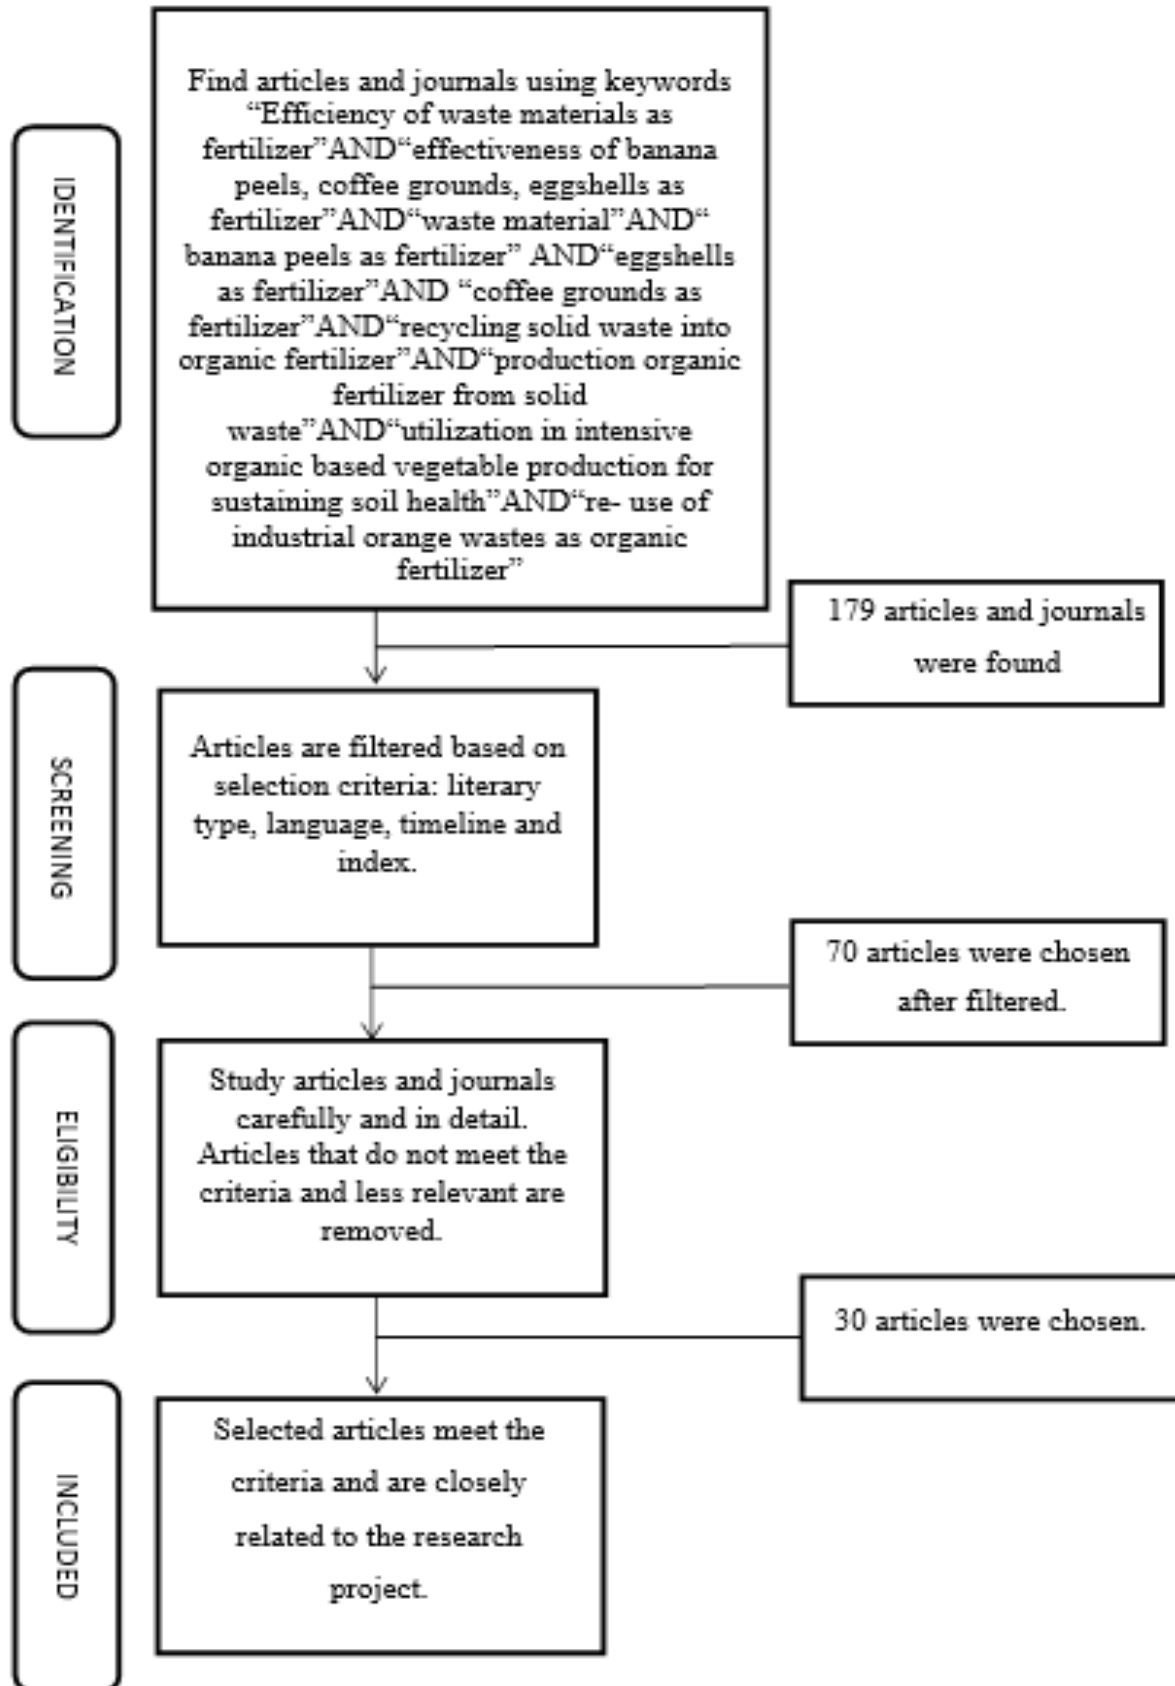 IDENTIFICATION
Find articles and journals using keywords
“Efficiency of waste materials as
fertilizer”AND“effectiveness of banana
peels, coffee grounds, eggshells as
fertilizer”AND“waste material”AND“
banana peels as fertilizer” AND“eggshells
as fertilizer”AND “coffee grounds as
fertilizer”AND“recycling solid waste into
organic fertilizer”AND“production organic
fertilizer from solid
waste”AND“utilization in intensive
organic based vegetable production for
sustaining soil health”AND“re- use of
industrial orange wastes as organic
fertilizer”
179 articles and journals
were found
SCREENING
Articles are filtered based on
selection criteria: literary
type, language, timeline and
index.
70 articles were chosen
after filtered.
ELIGIBILITY
Study articles and journals
carefully and in detail.
Articles that do not meet the
criteria and less relevant are
removed.
30 articles were chosen.
INCLUDED
Selected articles meet the
criteria and are closely
related to the research
project.